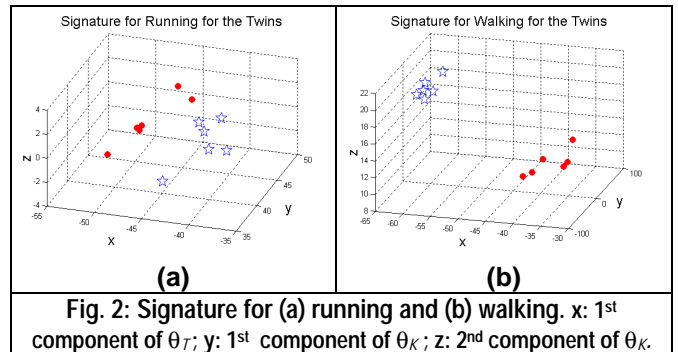 Signature for Running for the Twins
4
2
0
-2
-4
z
-55
-50
-45
-40
-35
x
35
40
45
50
y
(a)
Signature for Walking for the Twins
22
20
18
16
14
12
10
8
z
-65
-60
-55
-50
-45
-40
-35
-30
x
-100
0
100
y
(b)
Fig. 2: Signature for (a) running and (b) walking. x: 1st
component of θT; y: 1st component of θK; z: 2nd component of θK.